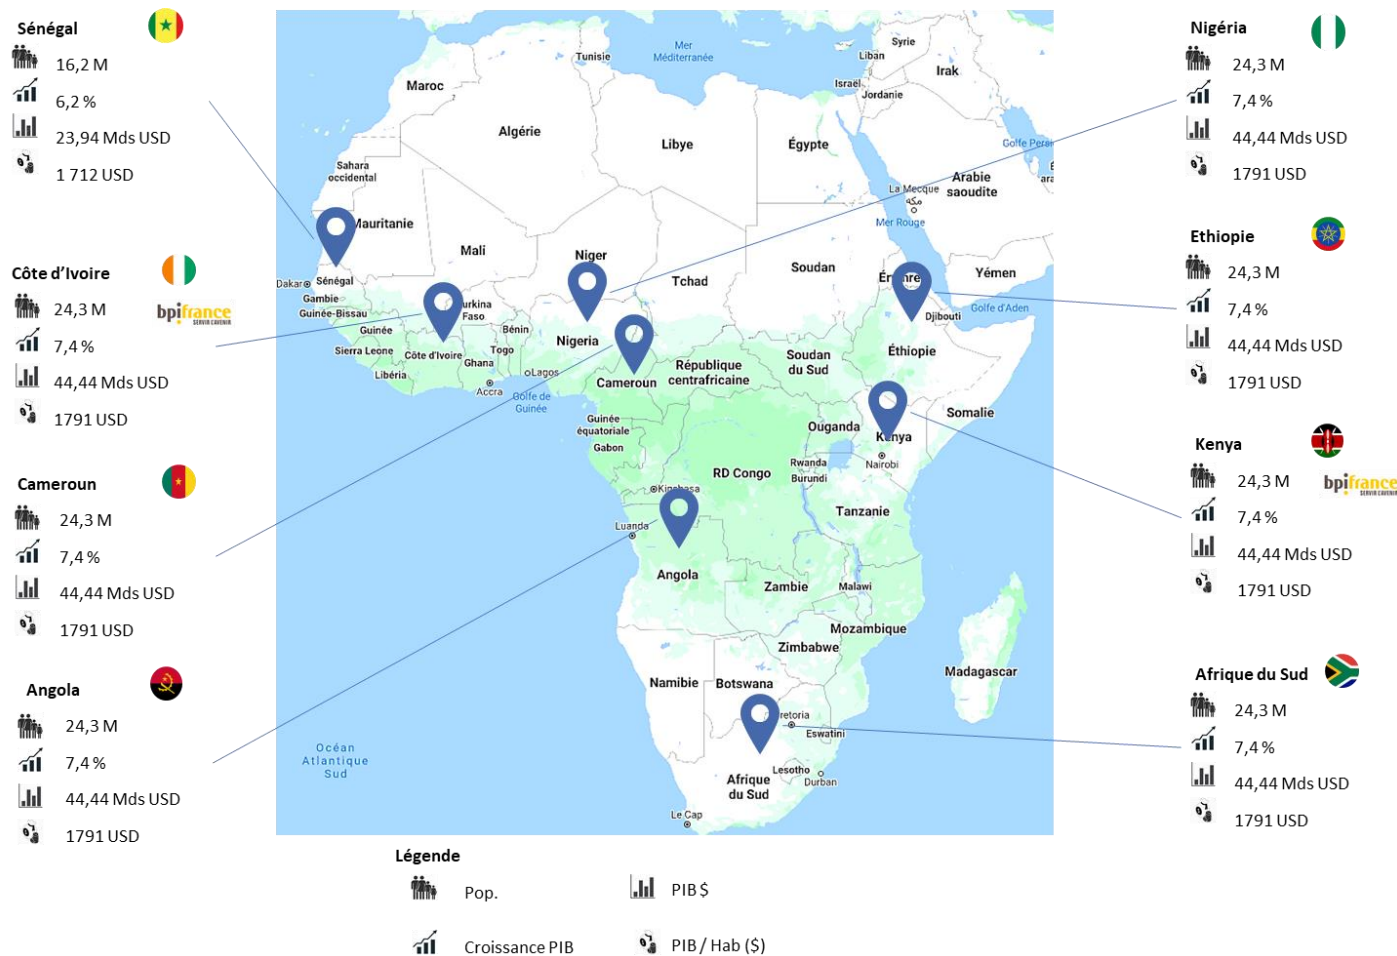 Sénégal
16,2 M
6,2 %
23,94 Mds USD
1 712 USD
Côte d'Ivoire
24,3 M
bpifrance
SERVIR L'AVENIR
7,4 %
44,44 Mds USD
1791 USD
Cameroun
24,3 M
7,4 %
44,44 Mds USD
1791 USD
Angola
24,3 M
7,4 %
44,44 Mds USD
1791 USD
Mer
Méditerranée
Tunisie
Maroc
Algérie
Libye
Égypte
Syrie
Liban
Irak
Israël
Jordanie
Golfe Persi
Sahara
occidental
Arabie
saoudite
La Mecque
مكة
Mer Rouge
Mauritanie
Mali
Niger
Tchad
Soudan
Yémen
Golfe d'Aden
Djibouti
Dakar
Sénégal
Gambie
Guinée-Bissau
Guinée
Sierra Leone
Libéria
Côte d'Ivoire
Faso
Bénin
Togo
Ghana
Accra
Lagos
Nigeria
Golfe de
Guinée
Cameroun
République
centrafricaine
Soudan
du Sud
Éthiopie
Somalie
Ouganda
Kenya
Nairobi
Guinée
équatoriale
Gabon
RD Congo
Rwanda
Burundi
Tanzanie
Luanda
Angola
Zambie
Malawi
Mozambique
Zimbabwe
Madagascar
Namibie
Botswana
Eswatini
Lesotho
Durban
Afrique
du Sud
Le Cap
Océan
Atlantique
Sud
Nigéria
24,3 M
7,4 %
44,44 Mds USD
1791 USD
Ethiopie
24,3 M
7,4 %
44,44 Mds USD
1791 USD
Kenya
24,3 M
bpifrance
SERVIR L'AVENIR
7,4 %
44,44 Mds USD
1791 USD
Afrique du Sud
24,3 M
7,4 %
44,44 Mds USD
1791 USD
Légende
Pop.
PIB $
Croissance PIB
PIB / Hab ($)